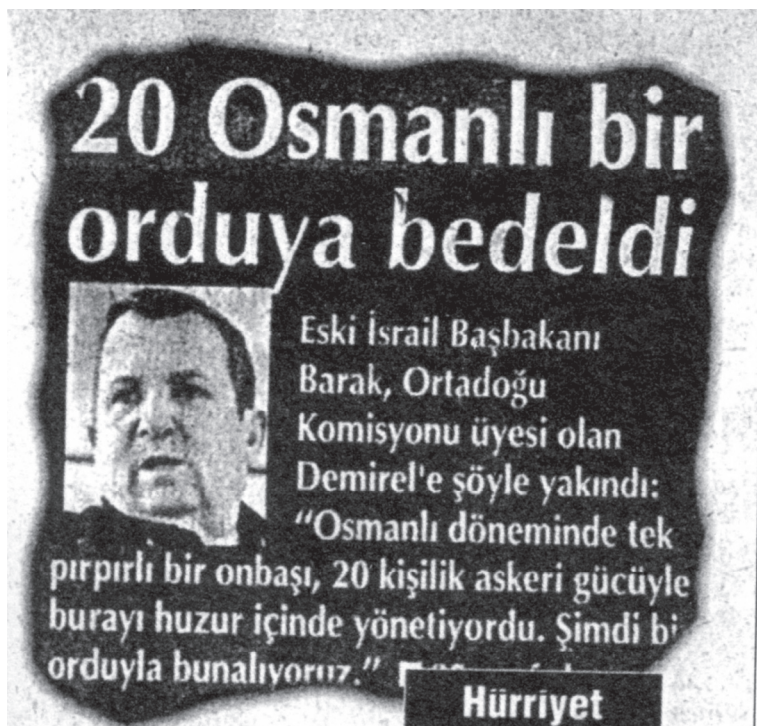 20 Osmanlı bir
orduya bedeldi
Eski İsrail Başbakanı
Barak, Ortadoğu
Komisyonu üyesi olan
Demirel'e şöyle yakındı:
“Osmanlı döneminde tek
pırpırlı bir onbaşı, 20 kişilik askeri gücüyle
burayı huzur içinde yönetiyordu. Şimdi bi
orduyla bunalıyoruz.”
Hürriyet